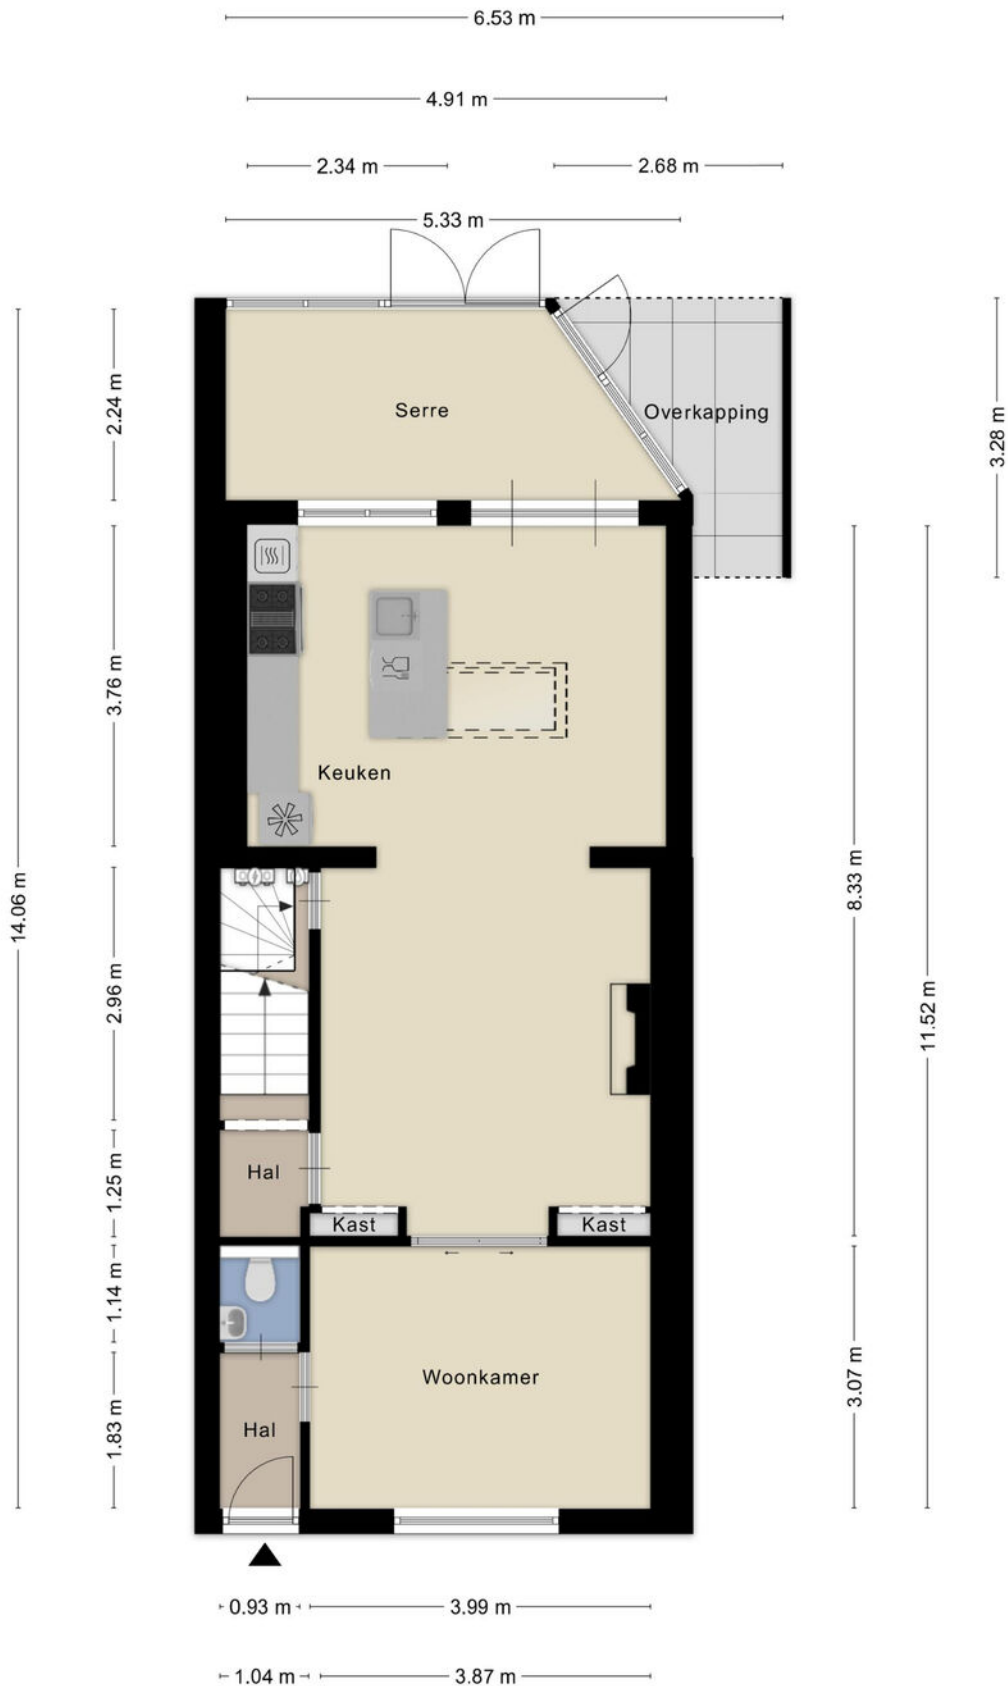 6.53 m
4.91 m
2.34 m
2.68 m
5.33 m
2.24 m
Serre
Overkapping
3.28 m
3.76 m
Keuken
14.06 m
8.33 m
2.96 m
11.52 m
1.25 m
Hal
Kast
Kast
1.14 m
Woonkamer
3.07 m
1.83 m
Hal
0.93 m
3.99 m
1.04 m
3.87 m